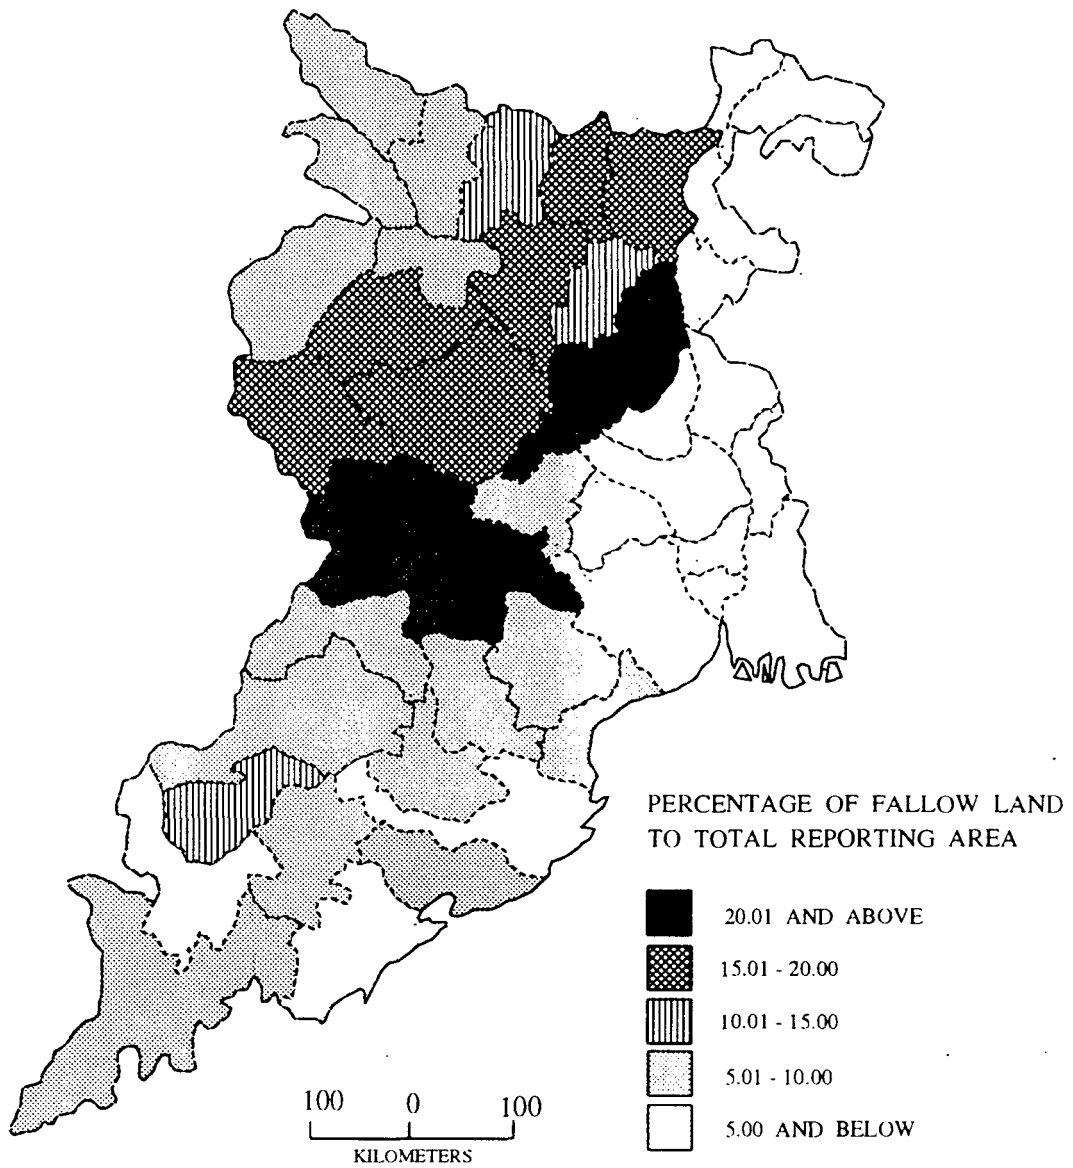 PERCENTAGE OF FALLOW LAND
TO TOTAL REPORTING AREA
20.01 AND ABOVE
15.01 - 20.00
10.01 - 15.00
5.01 - 10.00
5.00 AND BELOW
100 0 100
KILOMETERS